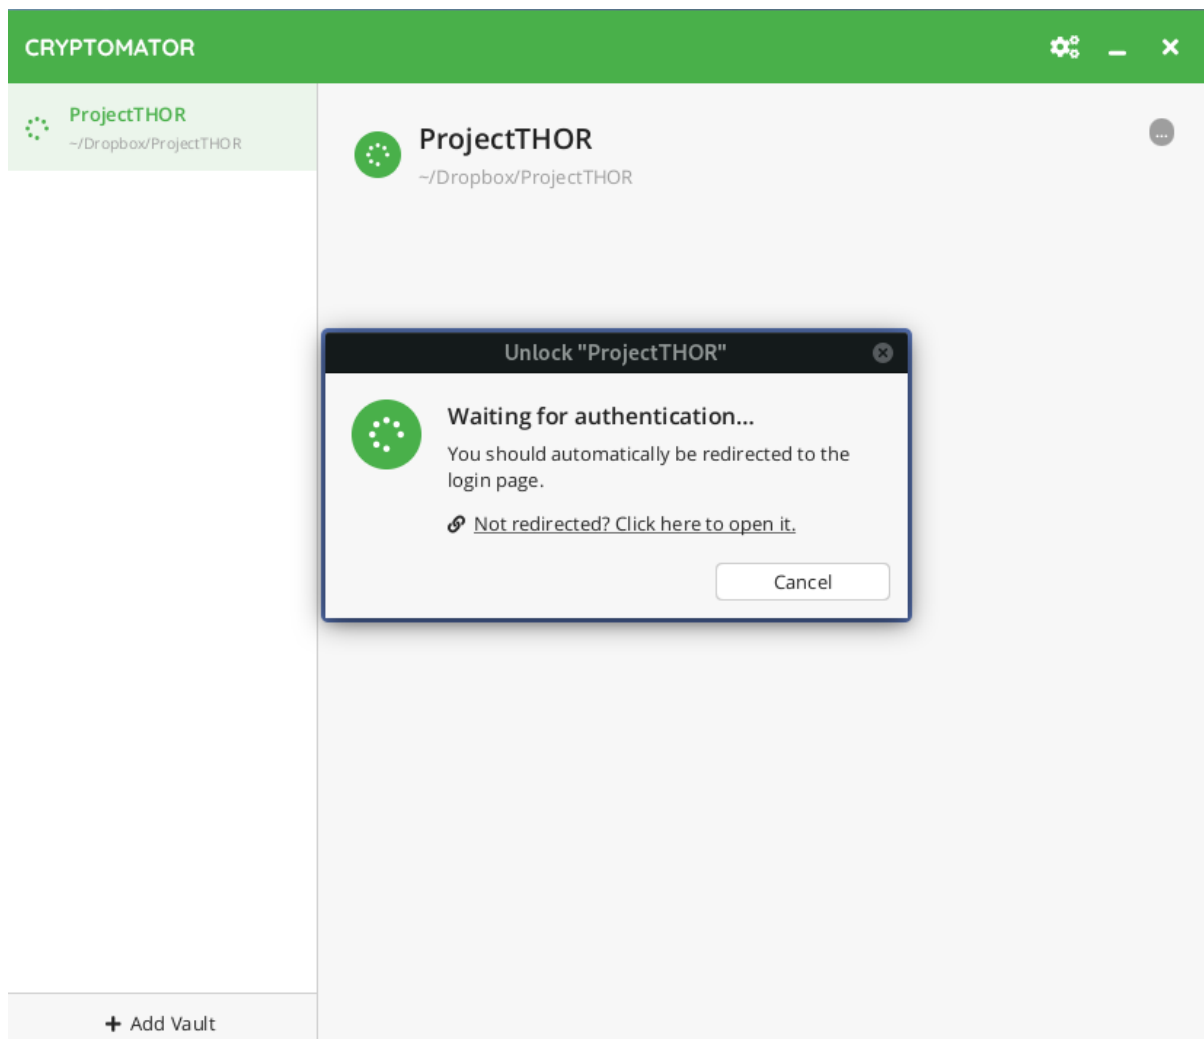 CRYPTOMATOR
ProjectTHOR
~/Dropbox/ProjectTHOR
ProjectTHOR
...
~/Dropbox/ProjectTHOR
Unlock "ProjectTHOR"
Waiting for authentication...
You should automatically be redirected to the
login page.
Not redirected? Click here to open it.
Cancel
Add Vault